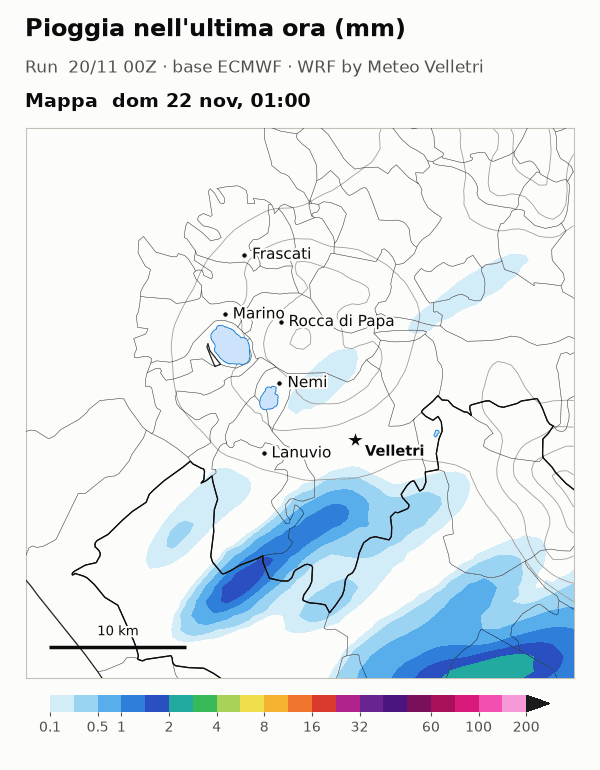 Pioggia nell'ultima ora (mm)
Run  20/11 00Z · base ECMWF · WRF by Meteo Velletri
Mappa  dom 22 nov, 01:00
Frascati
Marino
Rocca di Papa
Nemi
Velletri
Lanuvio
10 km
0.1 0.5 1 2 4 8 16 32 60 100 200